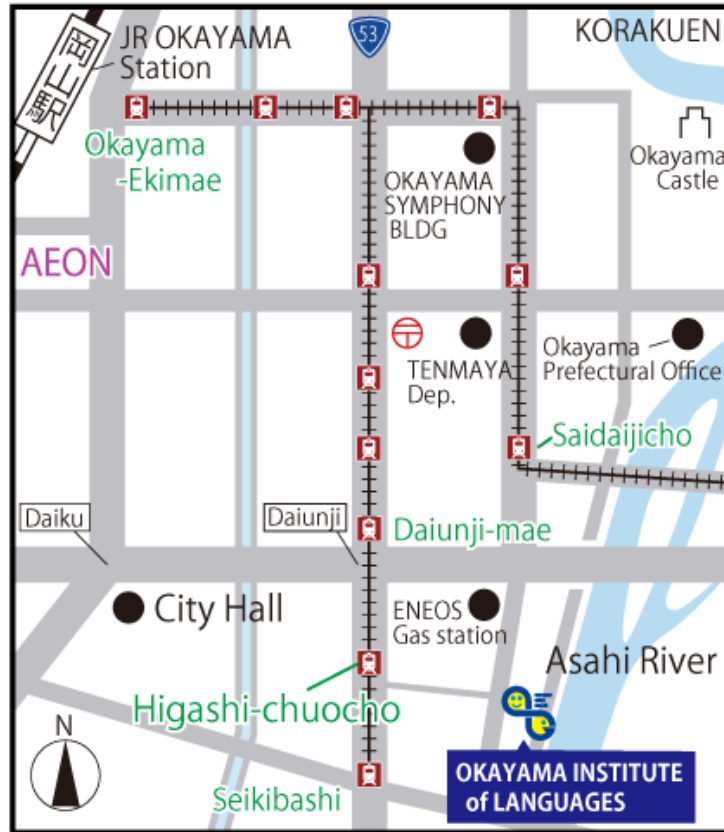 JR OKAYAMA
Station
岡山駅
53
KORAKUEN
Okayama
-Ekimae
OKAYAMA
SYMPHONY
BLDG
Okayama
Castle
AEON
TENMAYA
Dep.
Okayama
Prefectural Office
Saidaijicho
Daiku
Daiunji
Daiunji-mae
City Hall
ENEOS
Gas station
Asahi River
Higashi-chuocho
N
Seikibashi
OKAYAMA INSTITUTE
of LANGUAGES